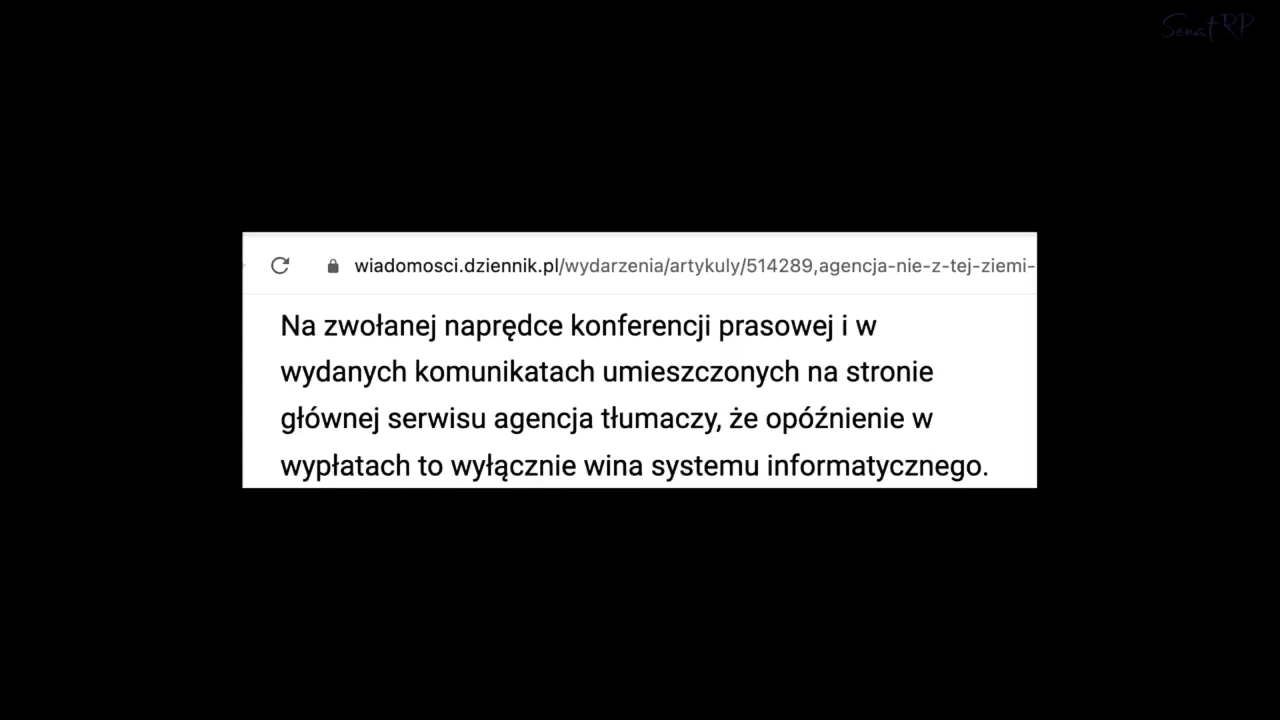 Senat RP
wiadomosci.dziennik.pl/wydarzenia/artykuly/514289,agencja-nie-z-tej-ziemi-
Na zwołanej naprędce konferencji prasowej i w
wydanych komunikatach umieszczonych na stronie
głównej serwisu agencja tłumaczy, że opóźnienie w
wypłatach to wyłącznie wina systemu informatycznego.